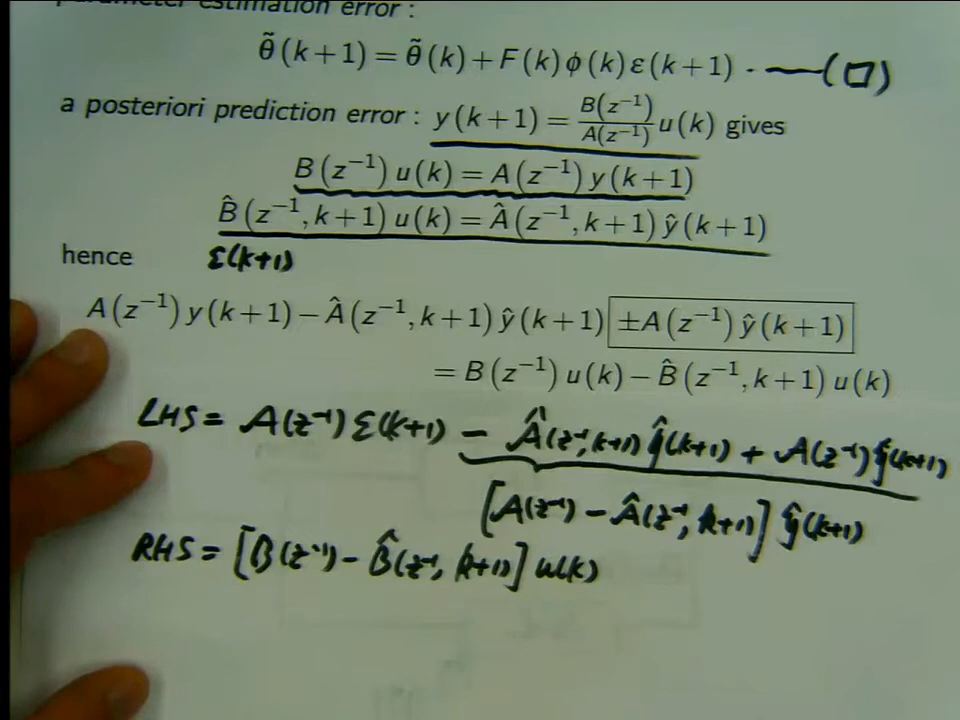 parameter estimation error :
θ̃(k+1) = θ̃(k) + F(k)ϕ(k)ε(k+1) · —(□)
a posteriori prediction error : y(k+1) = B(z⁻¹)/A(z⁻¹) u(k) gives
B(z⁻¹)u(k) = A(z⁻¹)y(k+1)
B̂(z⁻¹,k+1)u(k) = Â(z⁻¹,k+1)ŷ(k+1)
hence ε(k+1)
A(z⁻¹)y(k+1) − Â(z⁻¹,k+1)ŷ(k+1) ±A(z⁻¹)ŷ(k+1)
= B(z⁻¹)u(k) − B̂(z⁻¹,k+1)u(k)
LHS = A(z⁻¹)ε(k+1) − Â(z⁻¹,k+1)ŷ(k+1) + A(z⁻¹)ŷ(k+1)
[A(z⁻¹) − Â(z⁻¹,k+1)]ŷ(k+1)
RHS = [B(z⁻¹) − B̂(z⁻¹,k+1)]u(k)